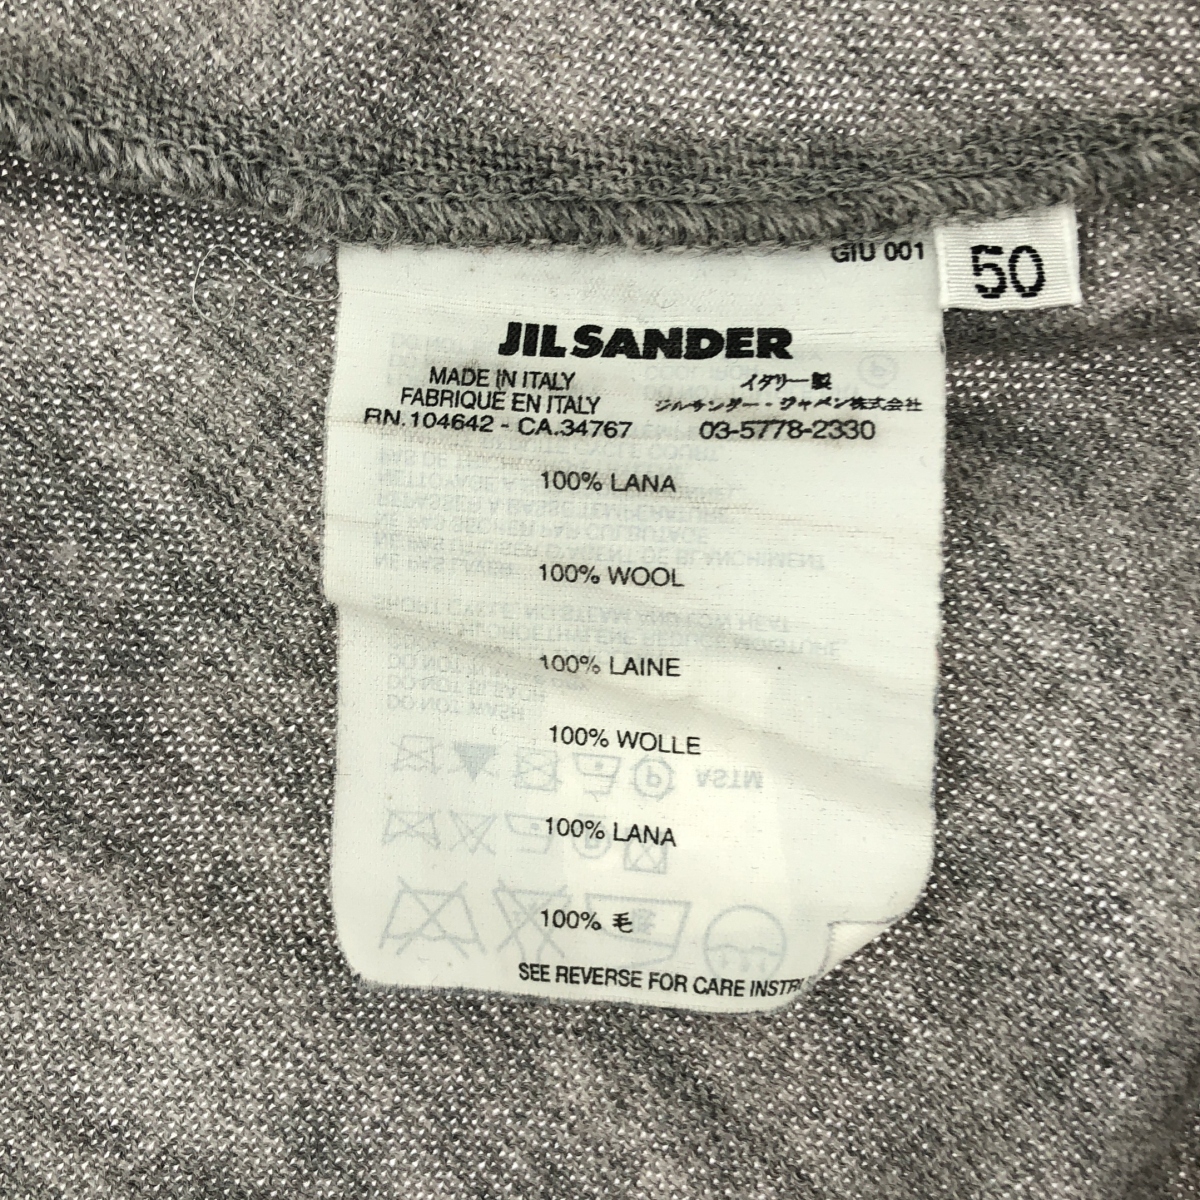 GIU 001
50
JIL SANDER
MADE IN ITALY
FABRIQUE EN ITALY
RN.104642 - CA.34767
イタリー製
ジルサンダー・ジャパン株式会社
03-5778-2330
100% LANA
100% WOOL
100% LAINE
100% WOLLE
100% LANA
100% 毛
SEE REVERSE FOR CARE